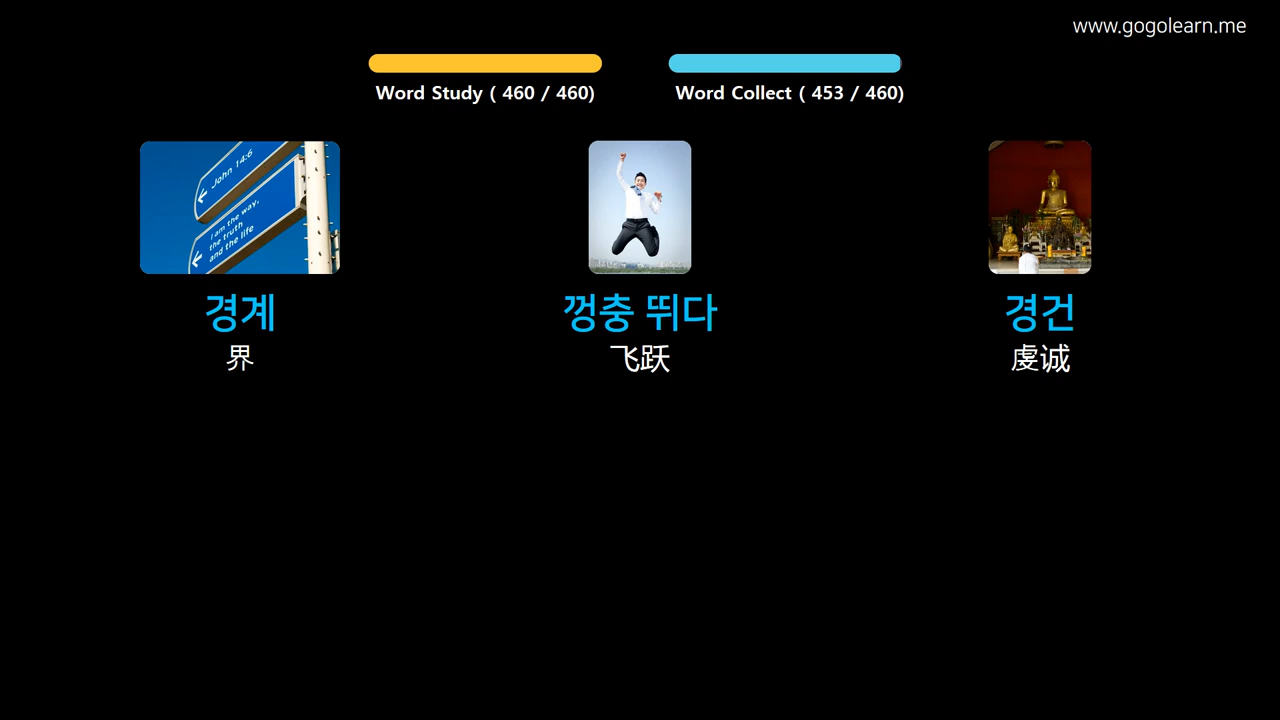 www.gogolearn.me
Word Study ( 460 / 460)
Word Collect ( 453 / 460)
John 14:6
I am the way,
the truth
and the life
경계
界
껑충 뛰다
飞跃
경건
虔诚